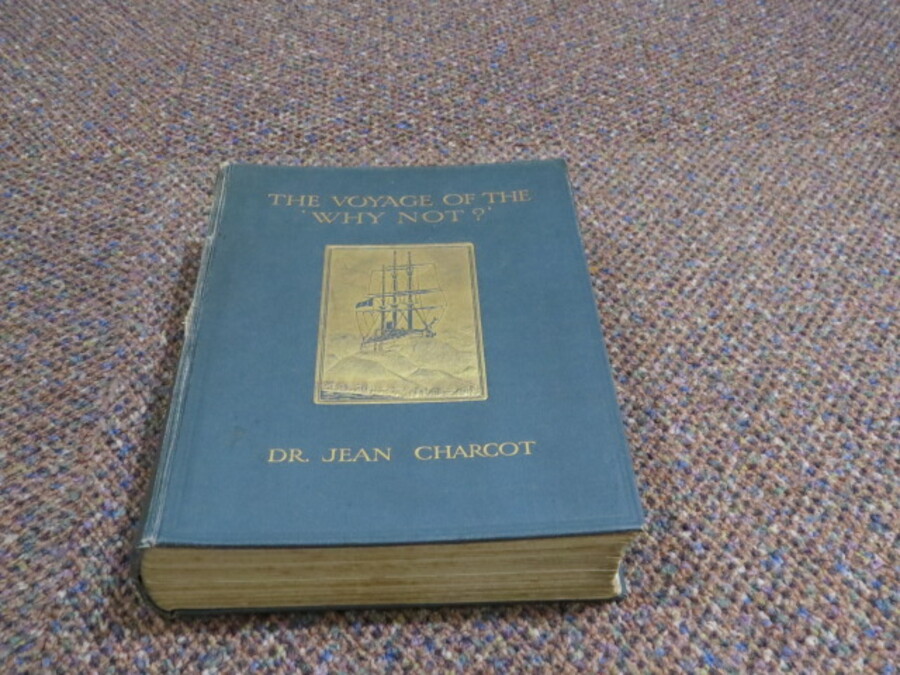 THE VOYAGE OF THE
'WHY NOT?'
DR. JEAN CHARCOT